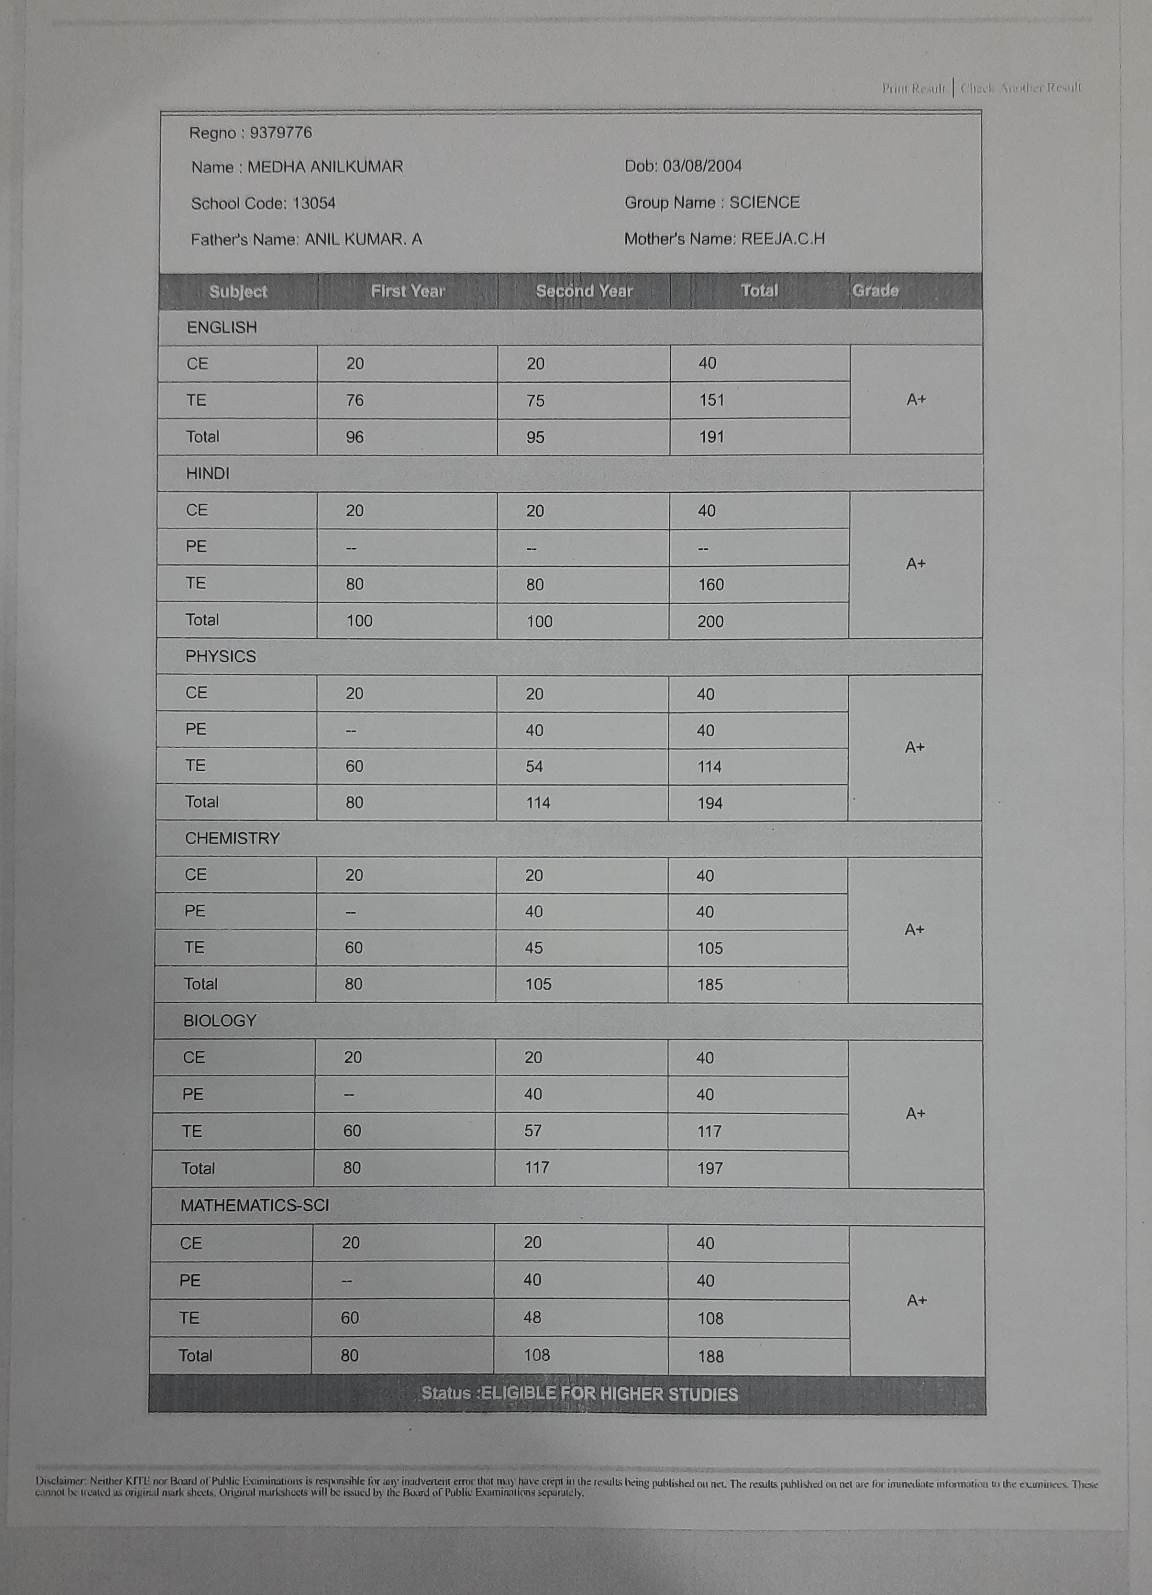 Print Result | Check Another Result
Regno : 9379776
Name : MEDHA ANILKUMAR Dob: 03/08/2004
School Code: 13054 Group Name : SCIENCE
Father's Name: ANIL KUMAR. A Mother's Name: REEJA.C.H
Subject First Year Second Year Total Grade
ENGLISH
CE 20 20 40
TE 76 75 151 A+
Total 96 95 191
HINDI
CE 20 20 40
PE -- -- --
A+
TE 80 80 160
Total 100 100 200
PHYSICS
CE 20 20 40
PE -- 40 40
A+
TE 60 54 114
Total 80 114 194
CHEMISTRY
CE 20 20 40
PE -- 40 40
A+
TE 60 45 105
Total 80 105 185
BIOLOGY
CE 20 20 40
PE -- 40 40
A+
TE 60 57 117
Total 80 117 197
MATHEMATICS-SCI
CE 20 20 40
PE -- 40 40
A+
TE 60 48 108
Total 80 108 188
Status :ELIGIBLE FOR HIGHER STUDIES
Disclaimer: Neither KITE nor Board of Public Examinations is responsible for any inadvertent error that may have crept in the results being published on net. The results published on net are for immediate information to the examinees. These
cannot be treated as original mark sheets. Original marksheets will be issued by the Board of Public Examinations separately.